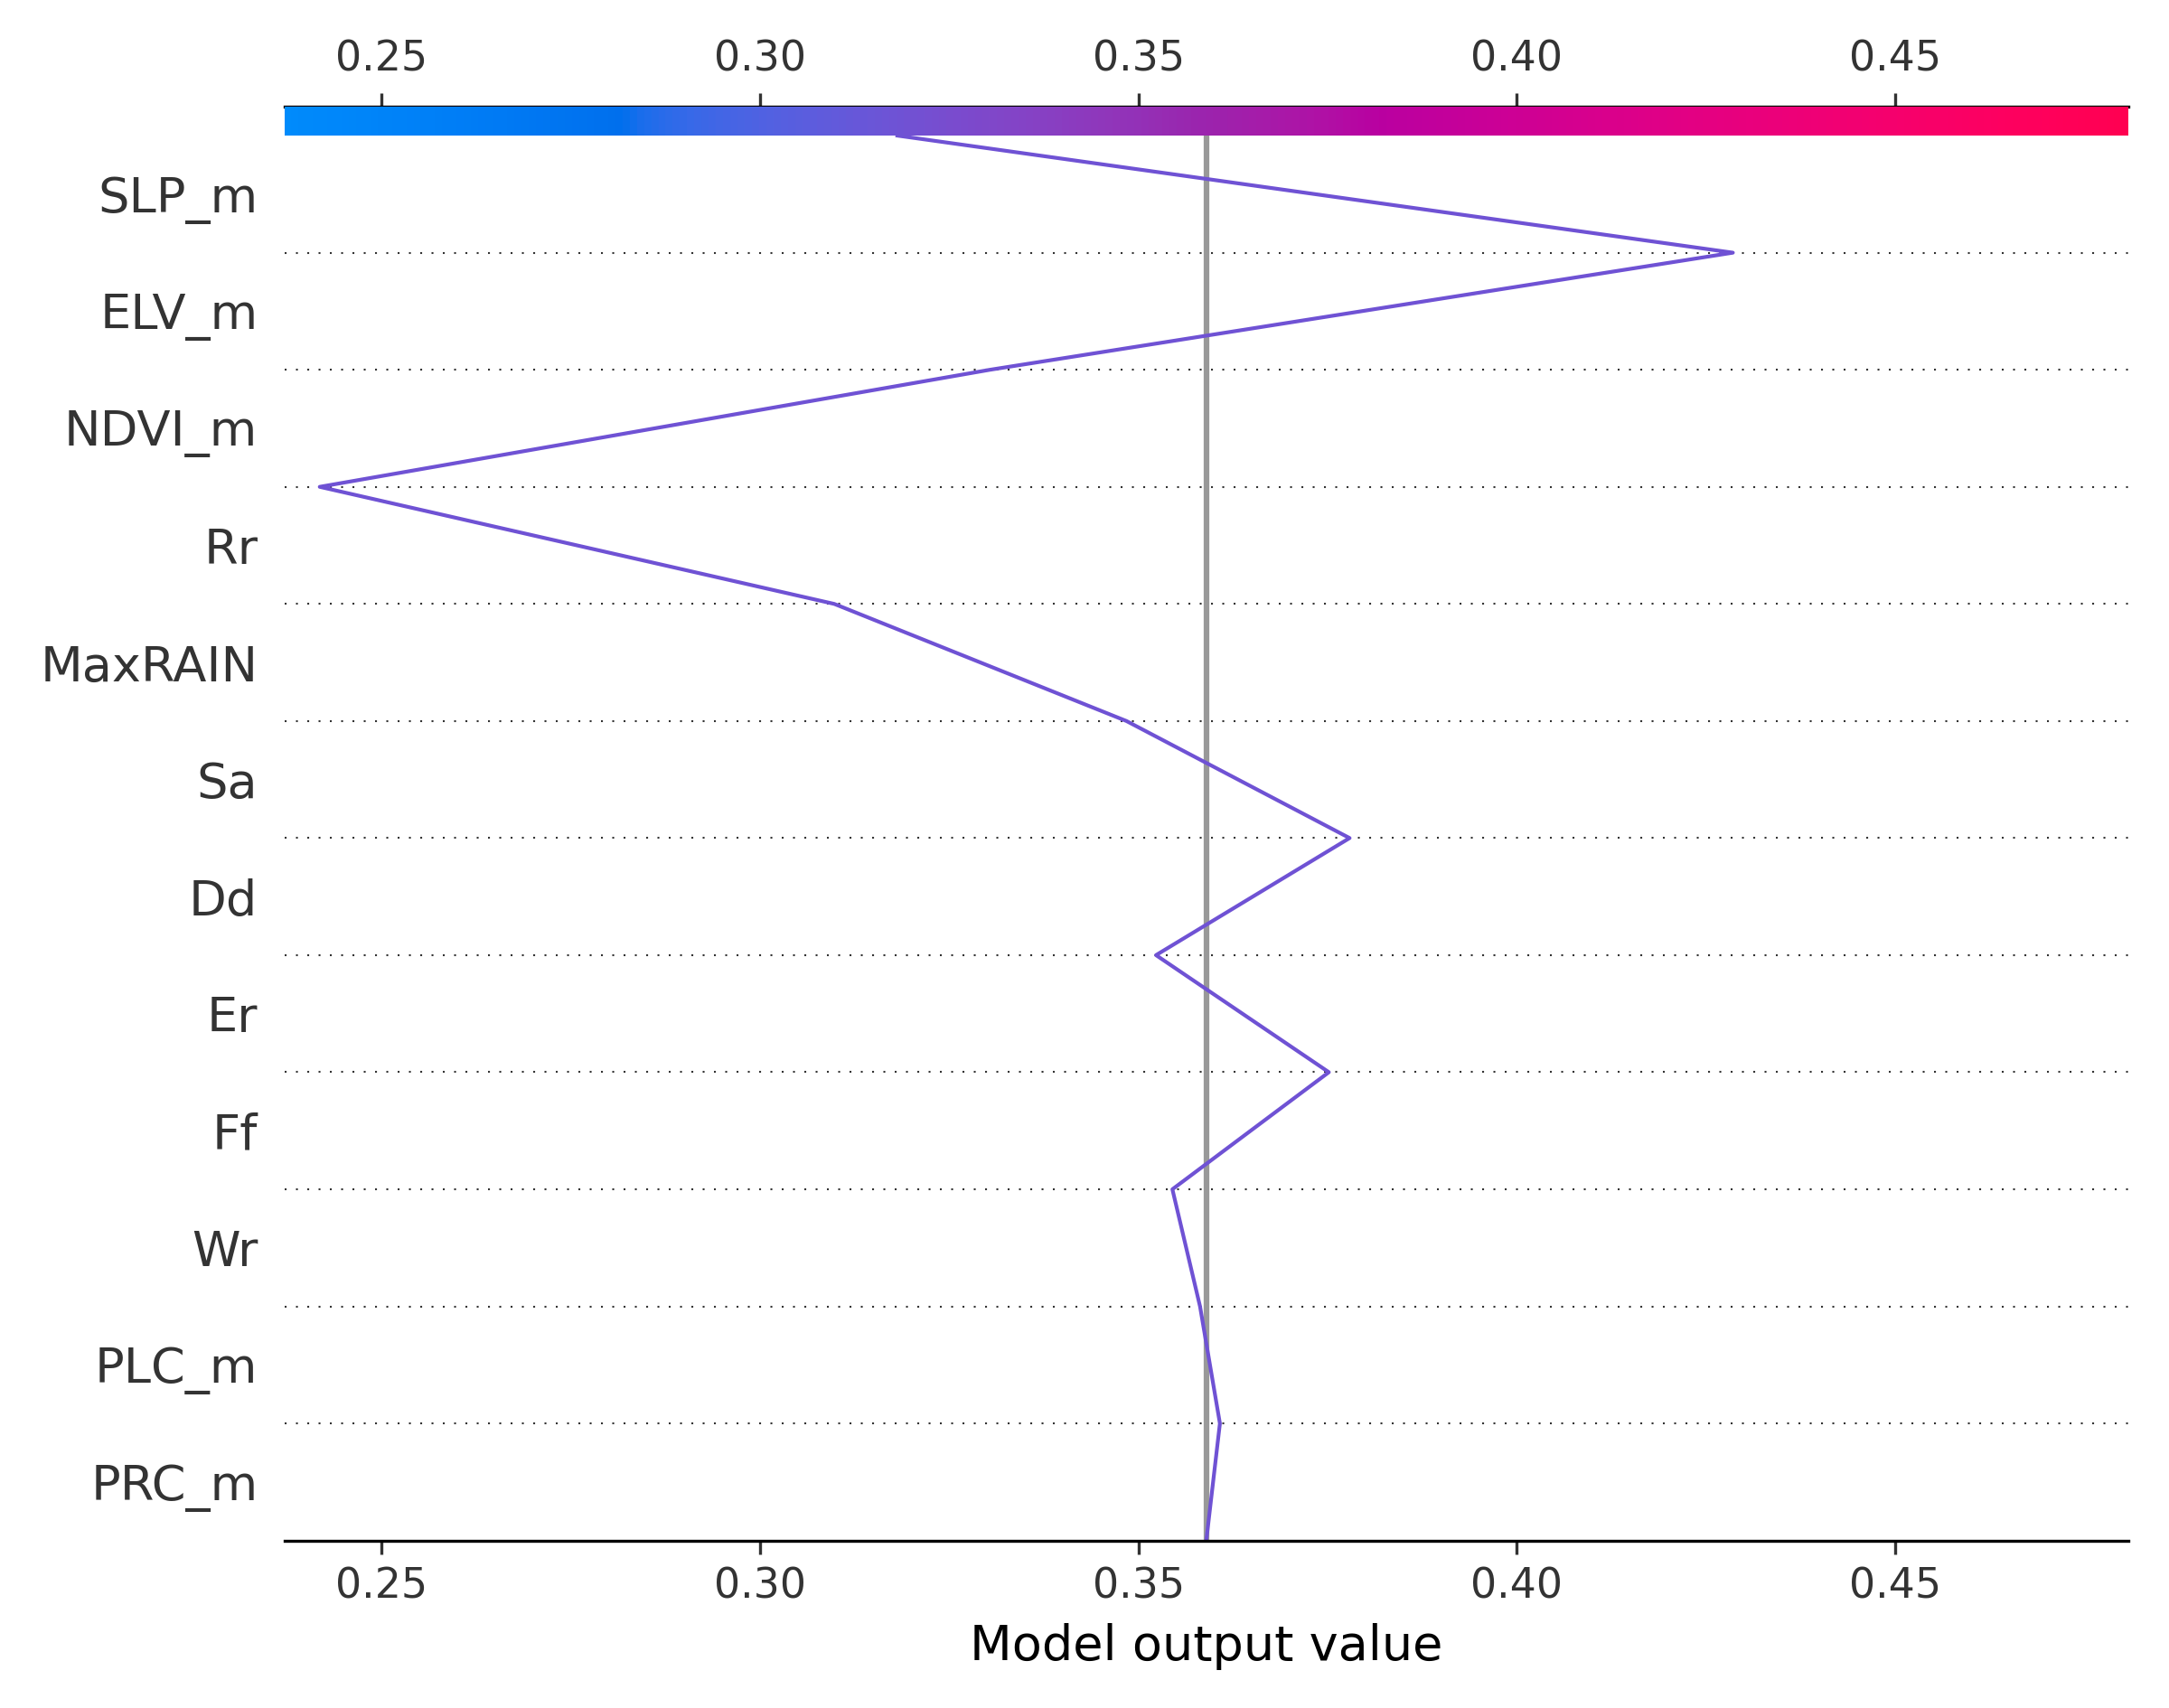 0.25 0.30 0.35 0.40 0.45
SLP_m
ELV_m
NDVI_m
Rr
MaxRAIN
Sa
Dd
Er
Ff
Wr
PLC_m
PRC_m
0.25 0.30 0.35 0.40 0.45
Model output value